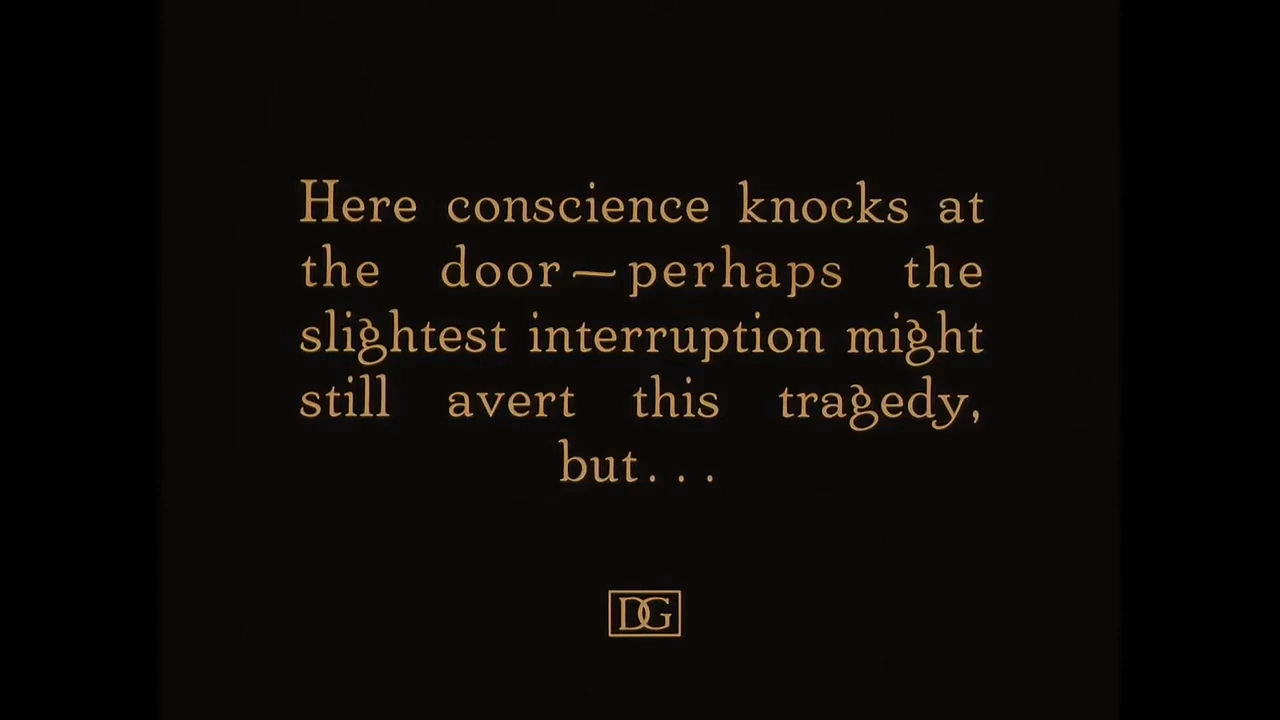 Here conscience knocks at
the door—perhaps the
slightest interruption might
still avert this tragedy,
but...
DG